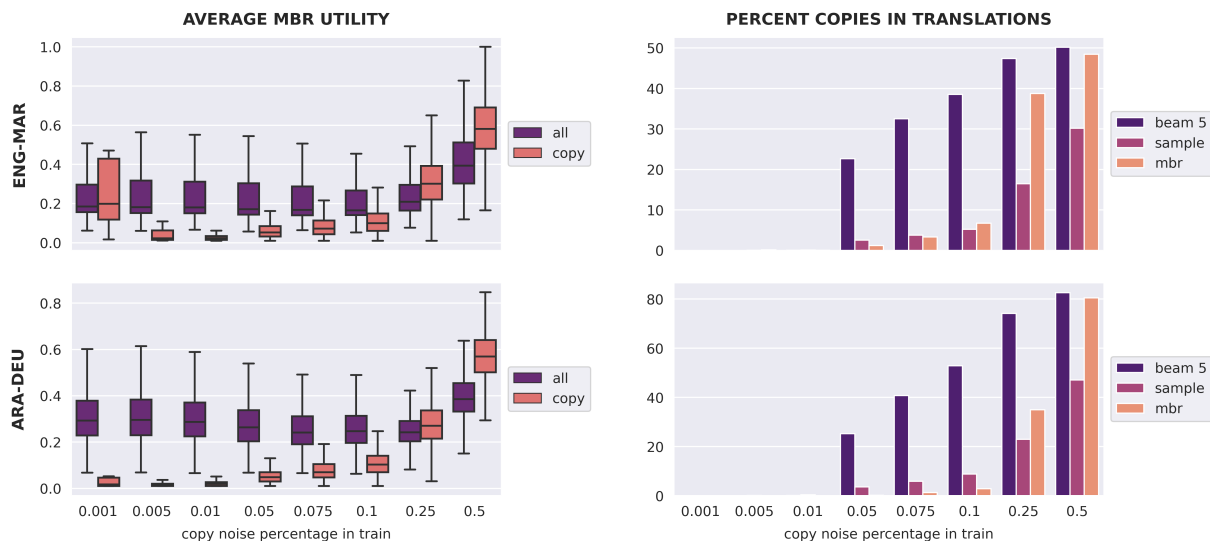 AVERAGE MBR UTILITY
PERCENT COPIES IN TRANSLATIONS
ENG-MAR
1.0
0.8
0.6
0.4
0.2
0.0
all
copy
50
40
30
20
10
0
beam 5
sample
mbr
ARA-DEU
0.8
0.6
0.4
0.2
0.0
all
copy
80
60
40
20
0
beam 5
sample
mbr
0.001 0.005 0.01 0.05 0.075 0.1 0.25 0.5
copy noise percentage in train
0.001 0.005 0.01 0.05 0.075 0.1 0.25 0.5
copy noise percentage in train